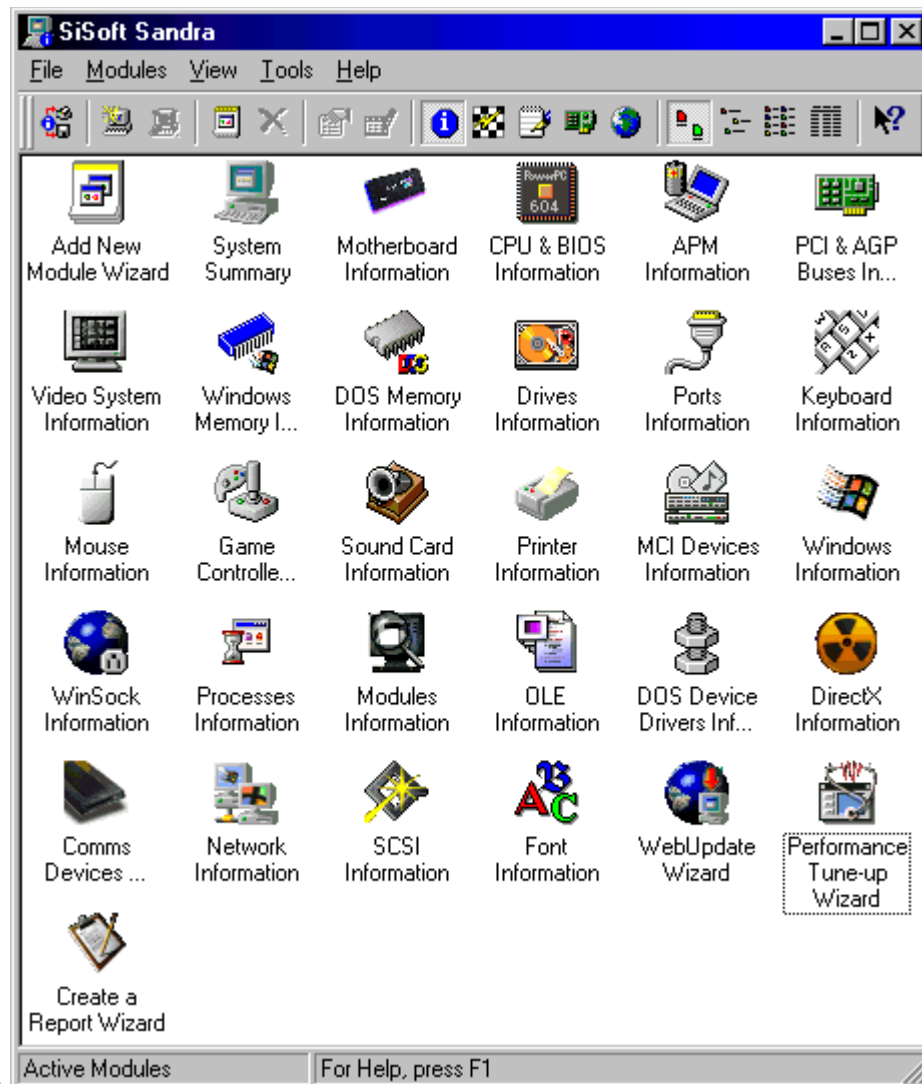 SiSoft Sandra
File Modules View Tools Help
Add New
Module Wizard
System
Summary
Motherboard
Information
PowerPC
604
CPU & BIOS
Information
APM
Information
PCI & AGP
Buses In...
Video System
Information
Windows
Memory I...
DOS Memory
Information
Drives
Information
Ports
Information
Keyboard
Information
Mouse
Information
Game
Controlle...
Sound Card
Information
Printer
Information
MCI Devices
Information
Windows
Information
WinSock
Information
Processes
Information
Modules
Information
OLE
Information
DOS Device
Drivers Inf...
DirectX
Information
Comms
Devices ...
Network
Information
SCSI
Information
Font
Information
WebUpdate
Wizard
Performance
Tune-up
Wizard
Create a
Report Wizard
Active Modules
For Help, press F1